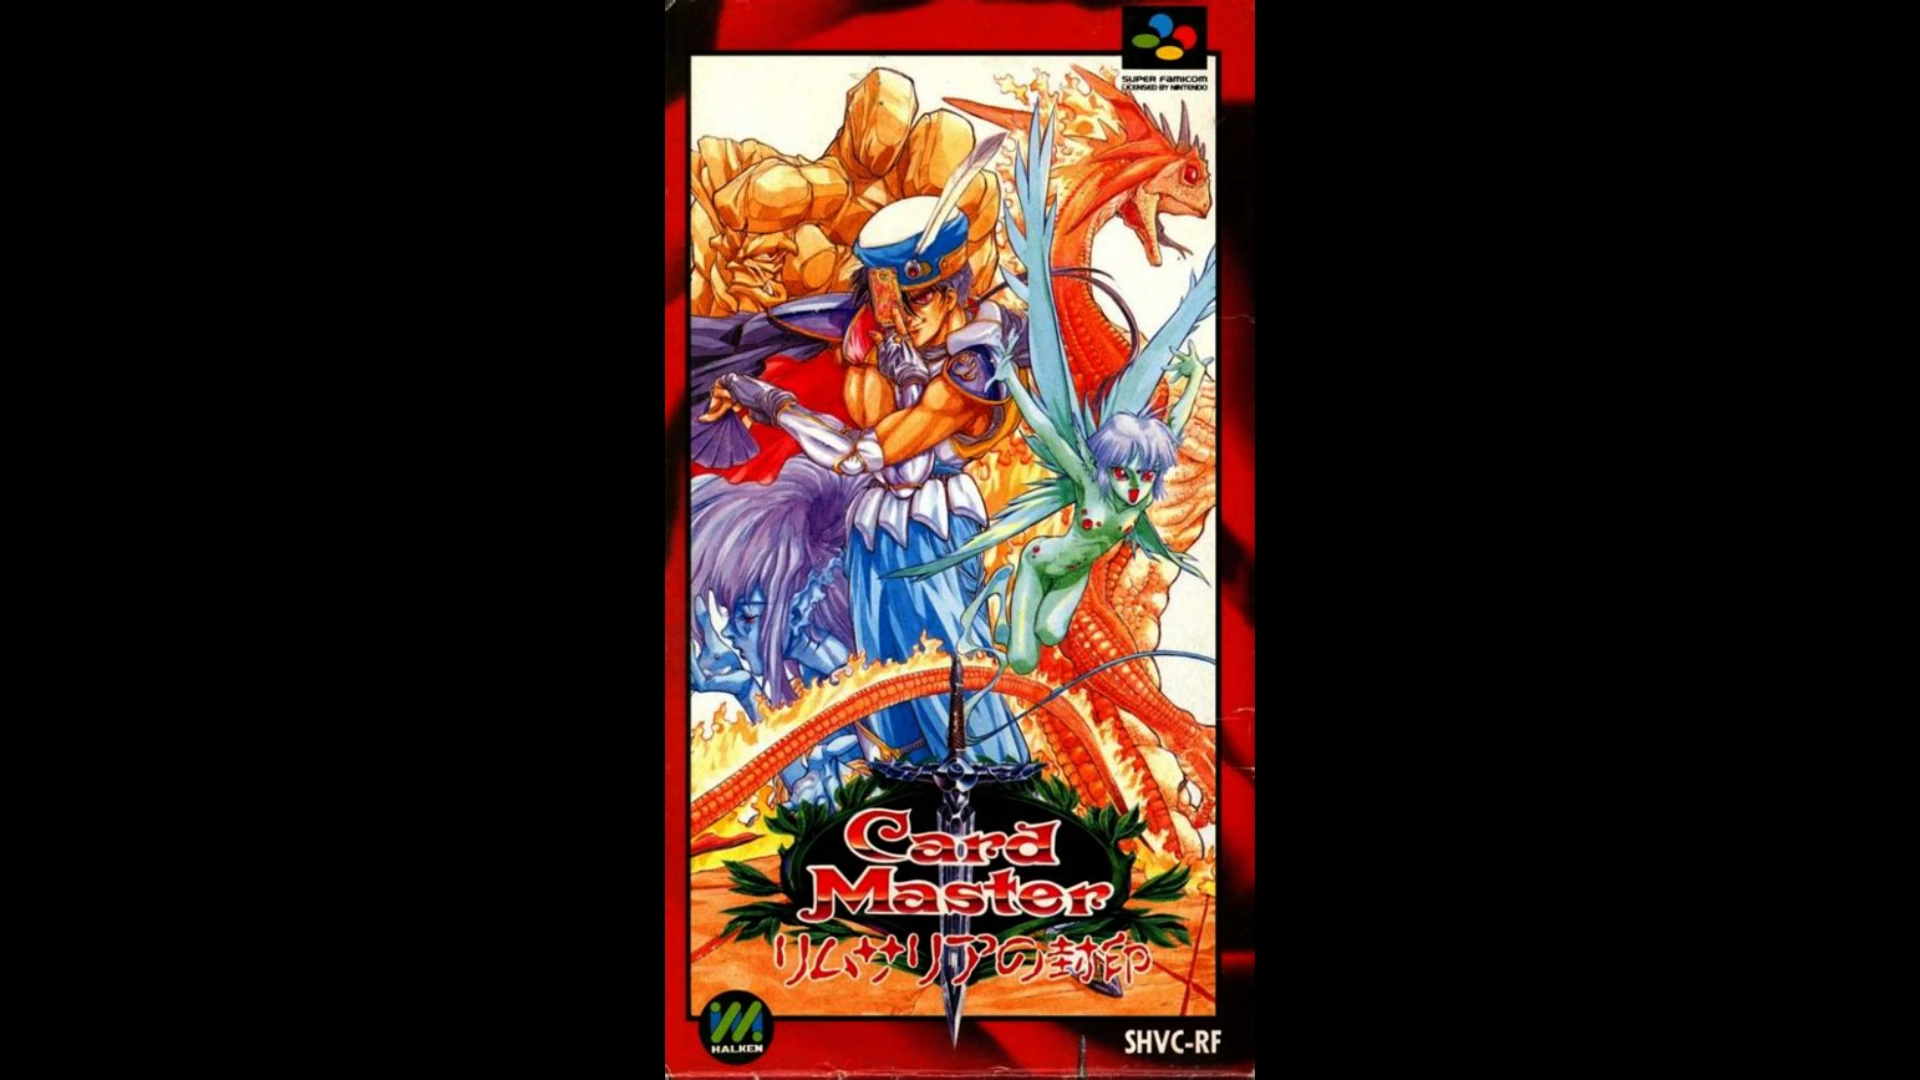 SUPER FAMICOM
LICENSED BY NINTENDO
Card
Master
リムサリアの封印
HALKEN
SHVC-RF